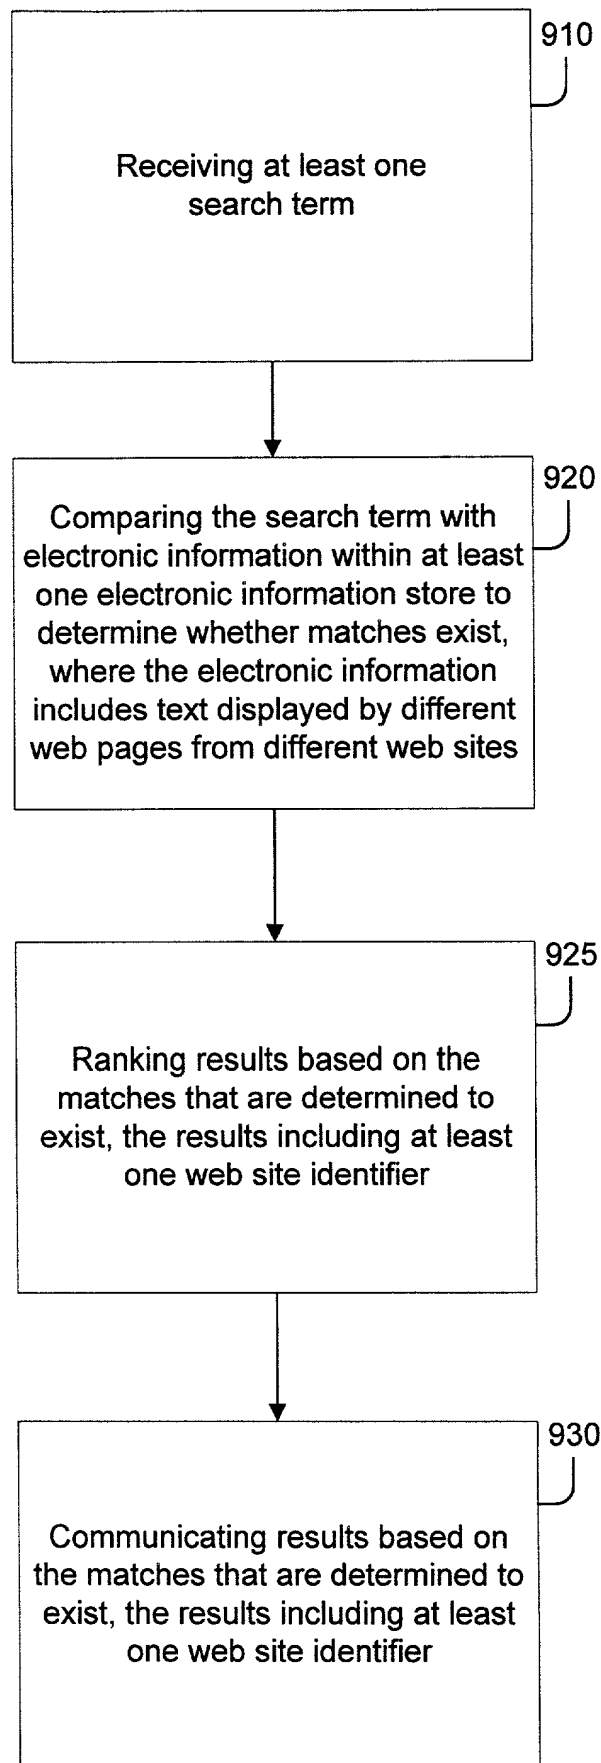 910
Receiving at least one
search term
920
Comparing the search term with
electronic information within at least
one electronic information store to
determine whether matches exist,
where the electronic information
includes text displayed by different
web pages from different web sites
925
Ranking results based on the
matches that are determined to
exist, the results including at least
one web site identifier
930
Communicating results based on
the matches that are determined to
exist, the results including at least
one web site identifier